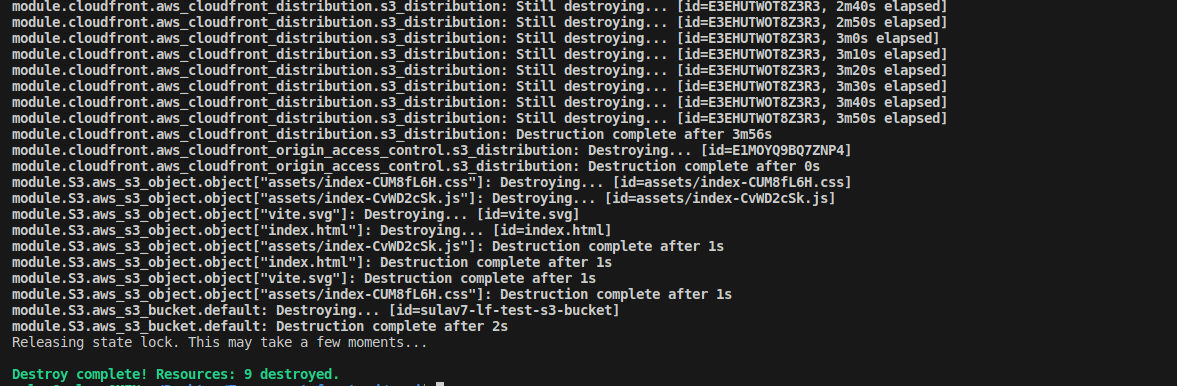 module.cloudfront.aws_cloudfront_distribution.s3_distribution: Still destroying... [id=E3EHUTWOT8Z3R3, 2m40s elapsed]
module.cloudfront.aws_cloudfront_distribution.s3_distribution: Still destroying... [id=E3EHUTWOT8Z3R3, 2m50s elapsed]
module.cloudfront.aws_cloudfront_distribution.s3_distribution: Still destroying... [id=E3EHUTWOT8Z3R3, 3m0s elapsed]
module.cloudfront.aws_cloudfront_distribution.s3_distribution: Still destroying... [id=E3EHUTWOT8Z3R3, 3m10s elapsed]
module.cloudfront.aws_cloudfront_distribution.s3_distribution: Still destroying... [id=E3EHUTWOT8Z3R3, 3m20s elapsed]
module.cloudfront.aws_cloudfront_distribution.s3_distribution: Still destroying... [id=E3EHUTWOT8Z3R3, 3m30s elapsed]
module.cloudfront.aws_cloudfront_distribution.s3_distribution: Still destroying... [id=E3EHUTWOT8Z3R3, 3m40s elapsed]
module.cloudfront.aws_cloudfront_distribution.s3_distribution: Still destroying... [id=E3EHUTWOT8Z3R3, 3m50s elapsed]
module.cloudfront.aws_cloudfront_distribution.s3_distribution: Destruction complete after 3m56s
module.cloudfront.aws_cloudfront_origin_access_control.s3_distribution: Destroying... [id=E1MOYQ9BQ7ZNP4]
module.cloudfront.aws_cloudfront_origin_access_control.s3_distribution: Destruction complete after 0s
module.S3.aws_s3_object.object["assets/index-CUM8fL6H.css"]: Destroying... [id=assets/index-CUM8fL6H.css]
module.S3.aws_s3_object.object["assets/index-CvWD2cSk.js"]: Destroying... [id=assets/index-CvWD2cSk.js]
module.S3.aws_s3_object.object["vite.svg"]: Destroying... [id=vite.svg]
module.S3.aws_s3_object.object["index.html"]: Destroying... [id=index.html]
module.S3.aws_s3_object.object["assets/index-CvWD2cSk.js"]: Destruction complete after 1s
module.S3.aws_s3_object.object["index.html"]: Destruction complete after 1s
module.S3.aws_s3_object.object["vite.svg"]: Destruction complete after 1s
module.S3.aws_s3_object.object["assets/index-CUM8fL6H.css"]: Destruction complete after 1s
module.S3.aws_s3_bucket.default: Destroying... [id=sulav7-lf-test-s3-bucket]
module.S3.aws_s3_bucket.default: Destruction complete after 2s
Releasing state lock. This may take a few moments...
Destroy complete! Resources: 9 destroyed.